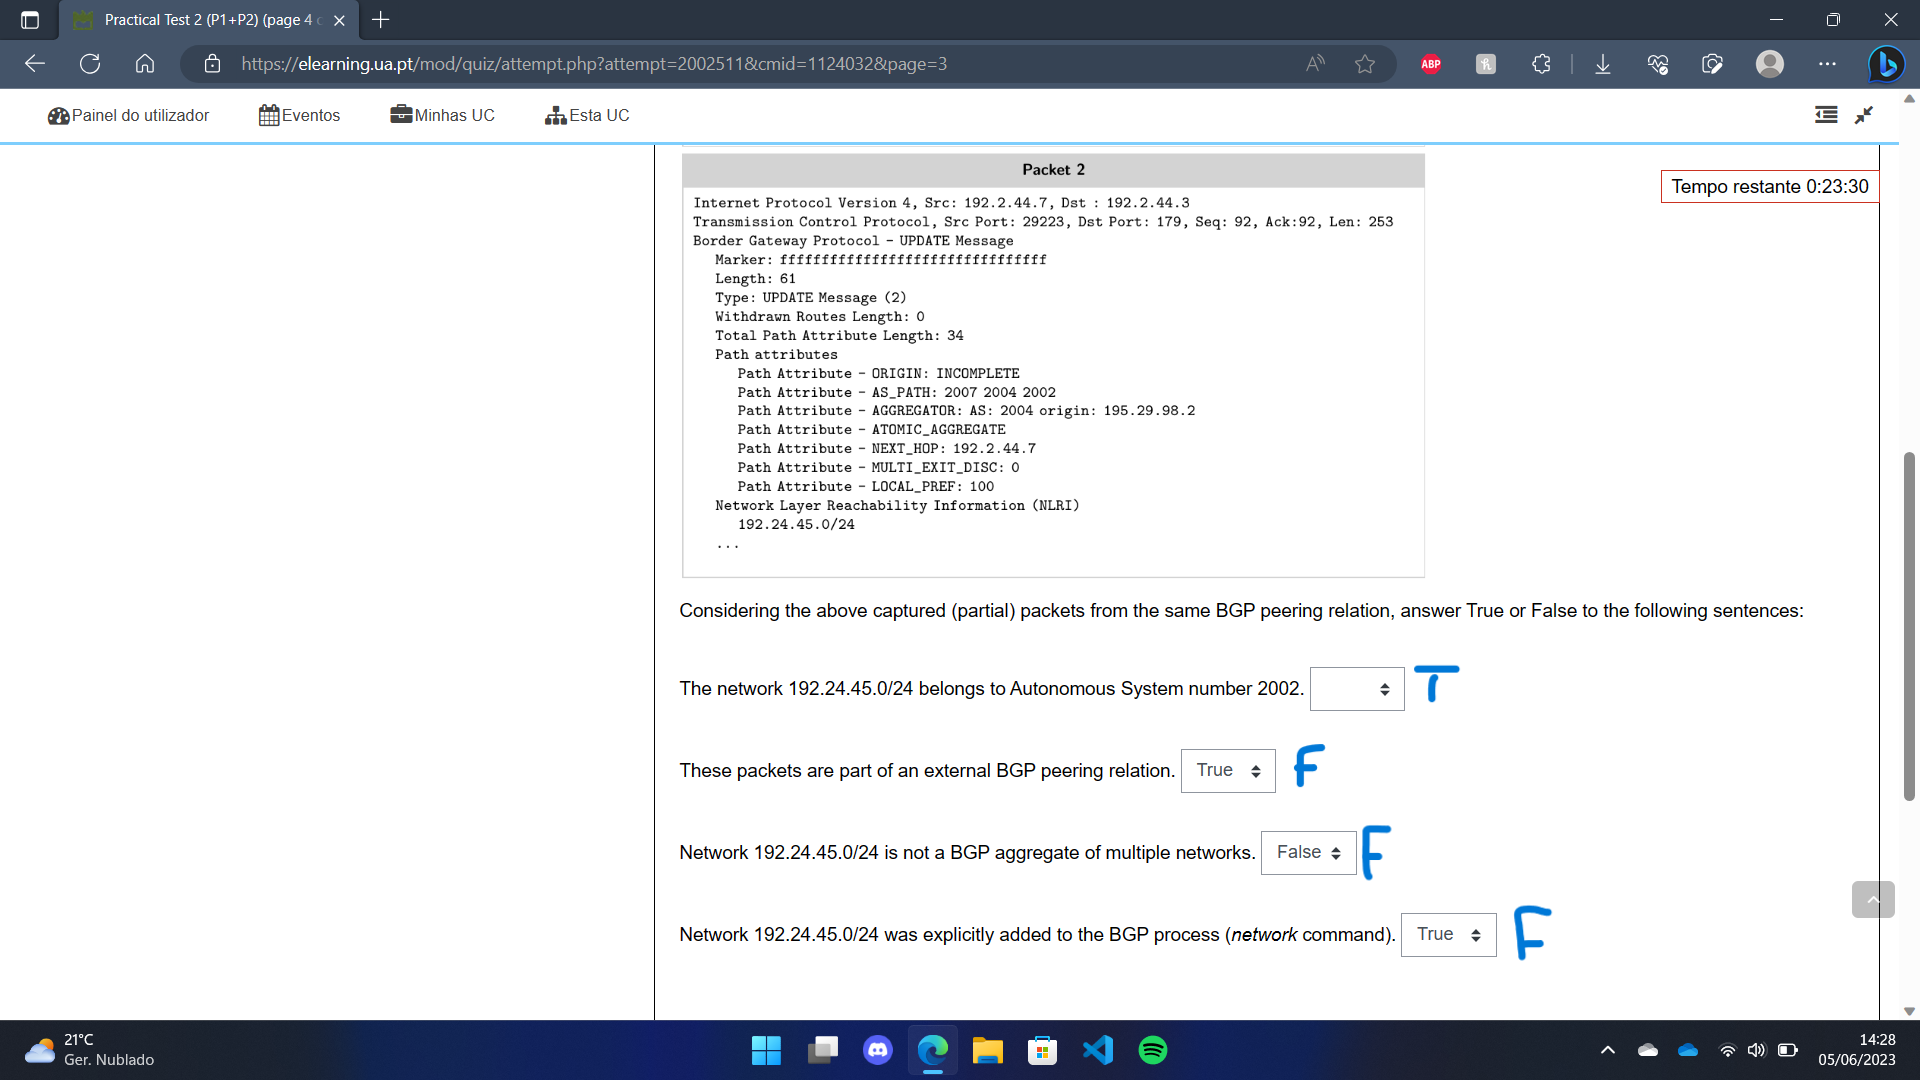 Practical Test 2 (P1+P2) (page 4 o
https://elearning.ua.pt/mod/quiz/attempt.php?attempt=2002511&cmid=1124032&page=3
ABP
Painel do utilizador Eventos Minhas UC Esta UC
Tempo restante 0:23:30
Packet 2
Internet Protocol Version 4, Src: 192.2.44.7, Dst : 192.2.44.3
Transmission Control Protocol, Src Port: 29223, Dst Port: 179, Seq: 92, Ack:92, Len: 253
Border Gateway Protocol - UPDATE Message
Marker: ffffffffffffffffffffffffffffffff
Length: 61
Type: UPDATE Message (2)
Withdrawn Routes Length: 0
Total Path Attribute Length: 34
Path attributes
Path Attribute - ORIGIN: INCOMPLETE
Path Attribute - AS_PATH: 2007 2004 2002
Path Attribute - AGGREGATOR: AS: 2004 origin: 195.29.98.2
Path Attribute - ATOMIC_AGGREGATE
Path Attribute - NEXT_HOP: 192.2.44.7
Path Attribute - MULTI_EXIT_DISC: 0
Path Attribute - LOCAL_PREF: 100
Network Layer Reachability Information (NLRI)
192.24.45.0/24
...
Considering the above captured (partial) packets from the same BGP peering relation, answer True or False to the following sentences:
The network 192.24.45.0/24 belongs to Autonomous System number 2002. T
These packets are part of an external BGP peering relation. True F
Network 192.24.45.0/24 is not a BGP aggregate of multiple networks. False F
Network 192.24.45.0/24 was explicitly added to the BGP process (network command). True F
21°C
Ger. Nublado
14:28
05/06/2023